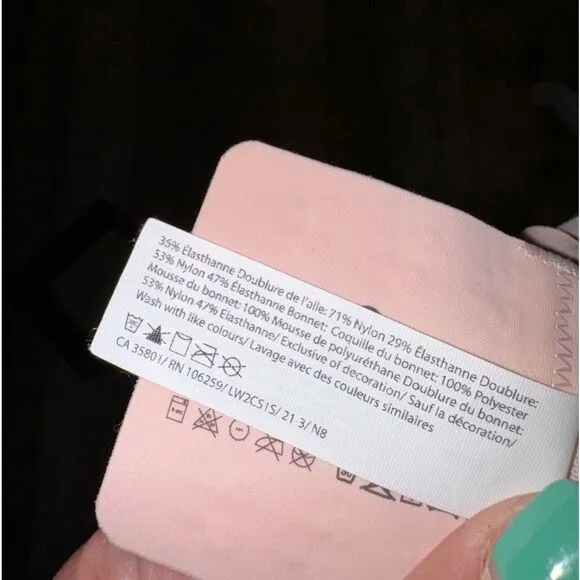 36% Élasthanne Doublure de l'aile: 71% Nylon 29% Élasthanne Doublure:
53% Nylon 47% Élasthanne Bonnet: Coquille du bonnet: 100% Polyester
Mousse du bonnet: 100% Mousse de polyuréthane Doublure du bonnet:
53% Nylon 47% Élasthanne/ Exclusive of decoration/ Sauf la décoration/
Wash with like colours/ Lavage avec des couleurs similaires
CA 35801/ RN 106259/ LW2CS1S/ 21-3/ N8